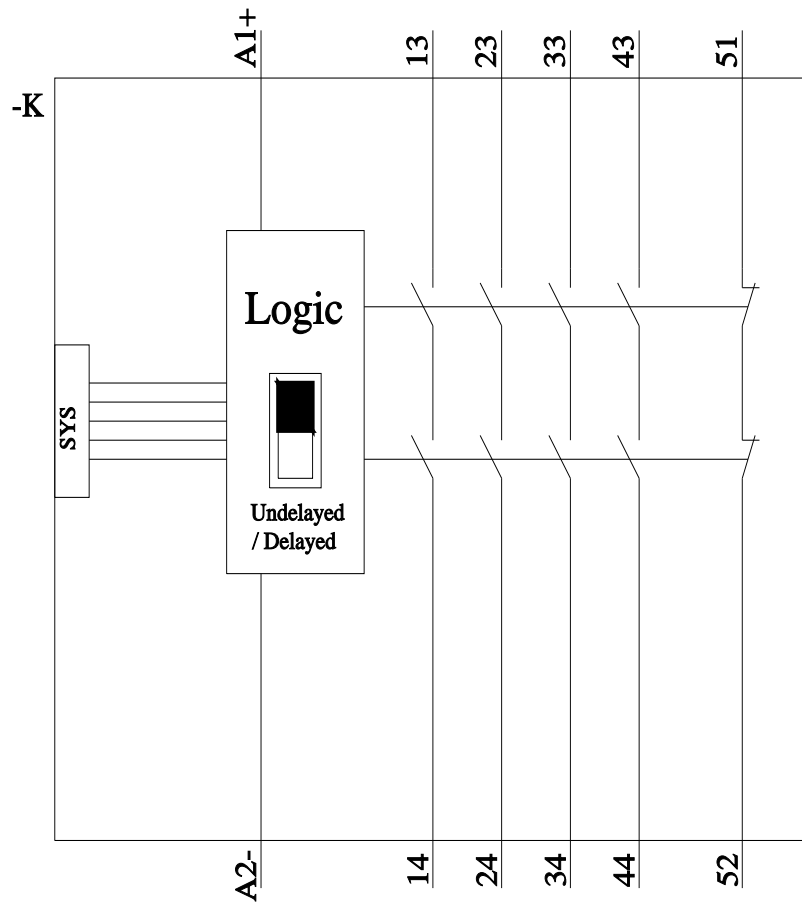 A1+
13
23
33
43
51
-K
Logic
SYS
Undelayed
/ Delayed
A2-
14
24
34
44
52